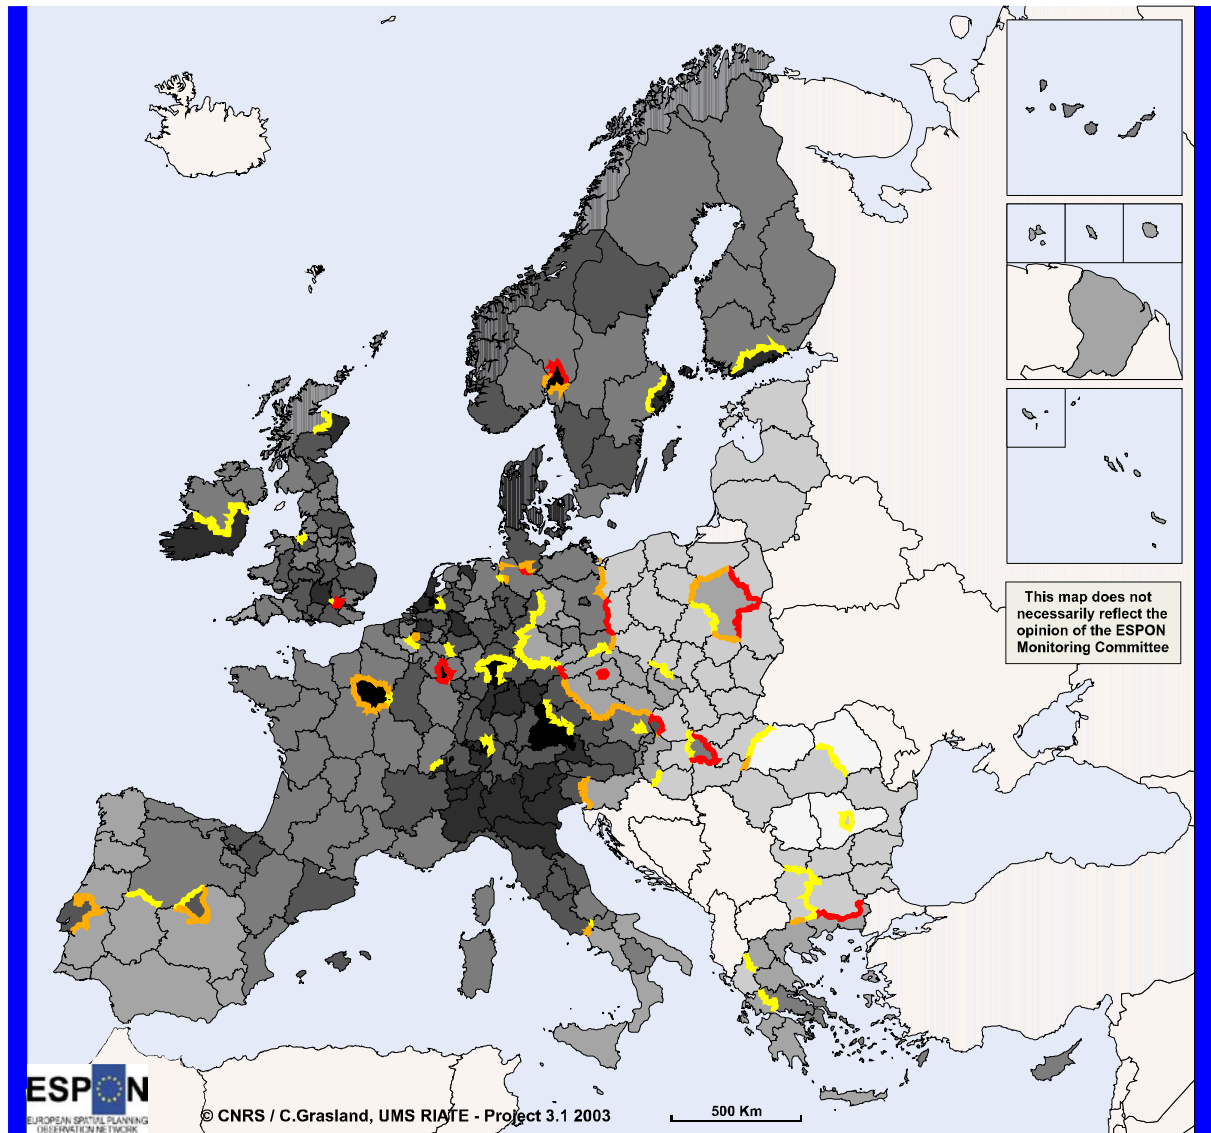 This map does not
necessarily reflect the
opinion of the ESPON
Monitoring Committee
ESPON
EUROPEAN SPATIAL PLANNING
OBSERVATION NETWORK
© CNRS / C.Grasland, UMS RIATE - Project 3.1 2003
500 Km